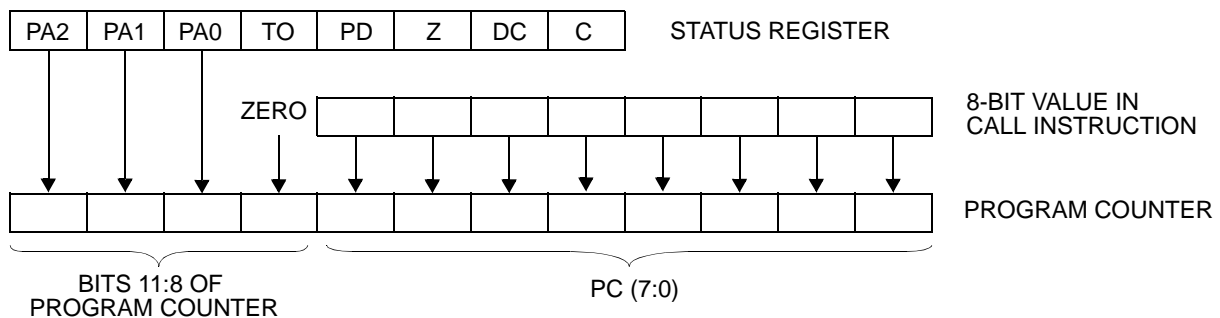 PA2 PA1 PA0 TO PD Z DC C STATUS REGISTER
ZERO
8-BIT VALUE IN
CALL INSTRUCTION
PROGRAM COUNTER
BITS 11:8 OF
PROGRAM COUNTER
PC (7:0)